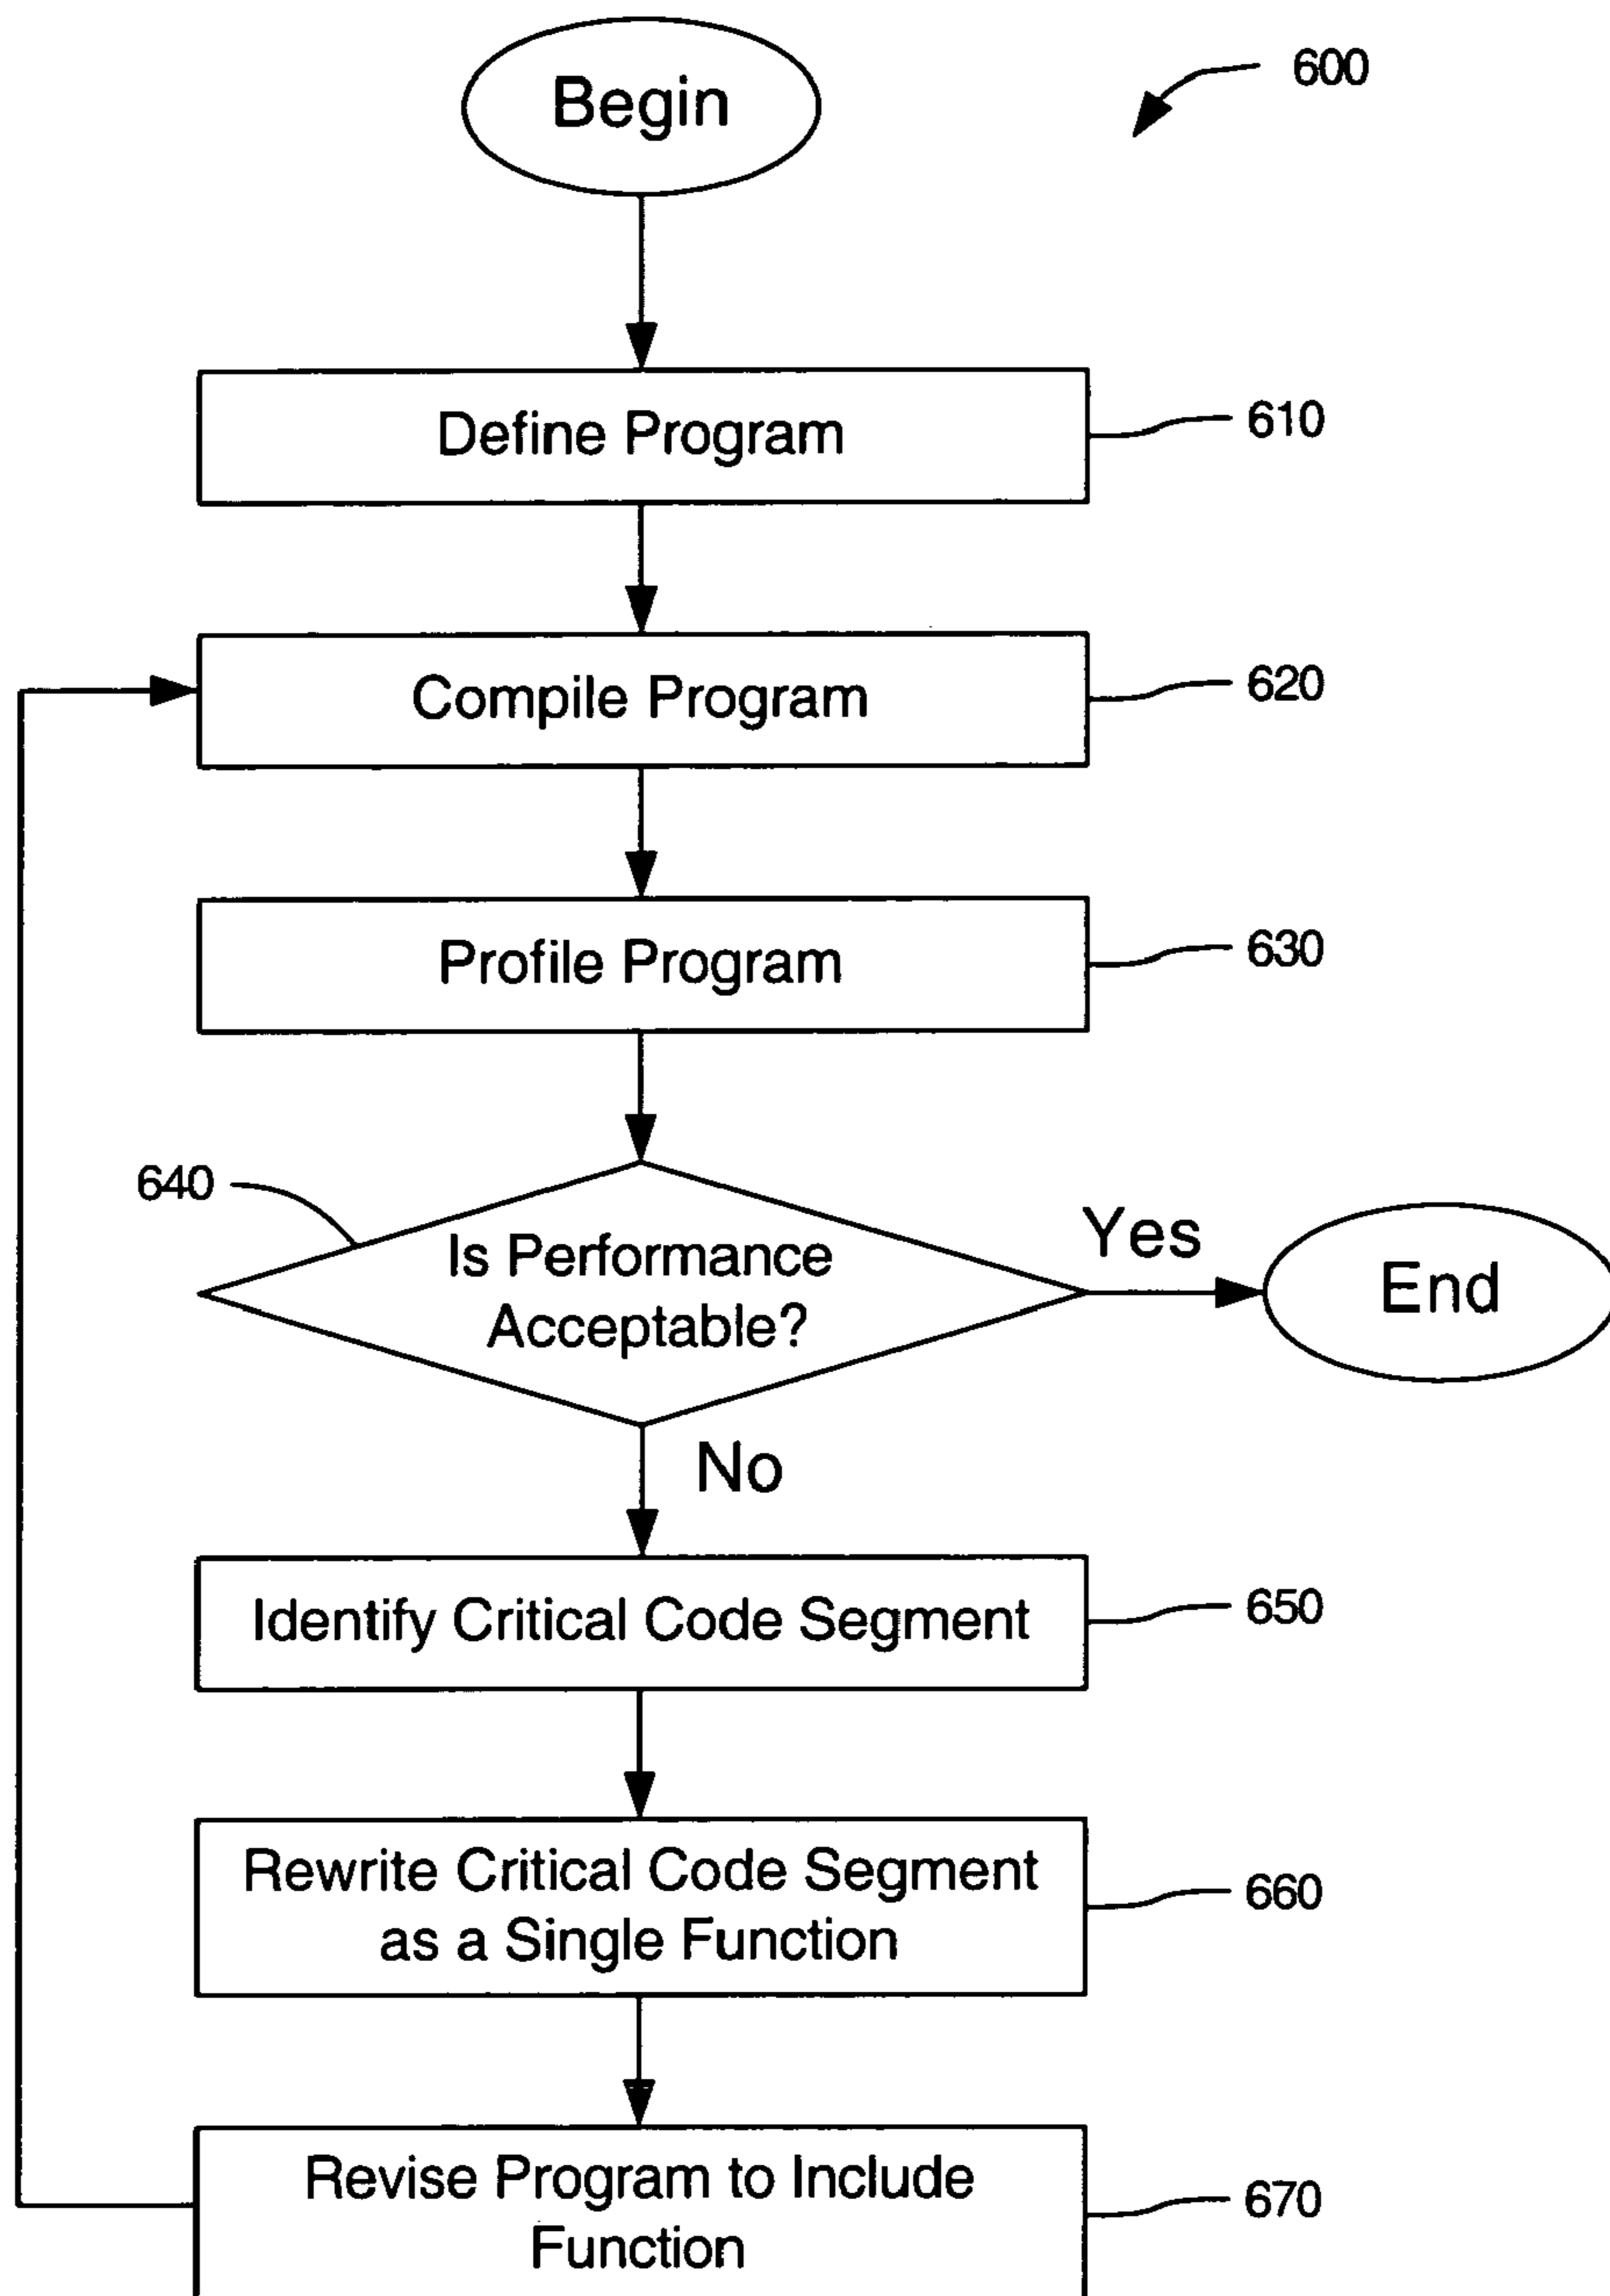 Begin
600
Define Program
610
Compile Program
620
Profile Program
630
640
Is Performance
Acceptable?
Yes
End
No
Identify Critical Code Segment
650
Rewrite Critical Code Segment
as a Single Function
660
Revise Program to Include
Function
670